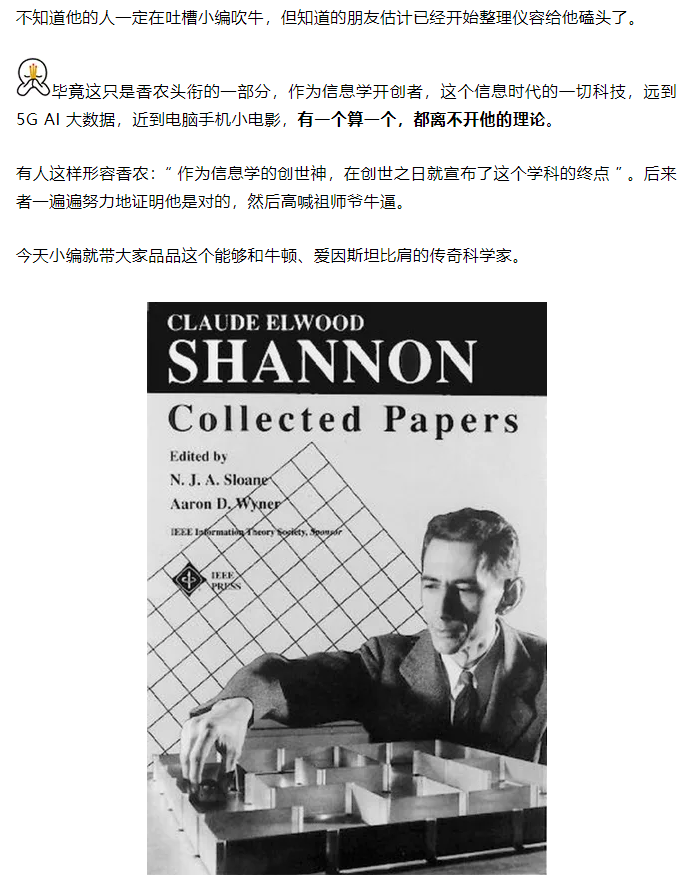 不知道他的人一定在吐槽小编吹牛，但知道的朋友估计已经开始整理仪容给他磕头了。
毕竟这只是香农头衔的一部分，作为信息学开创者，这个信息时代的一切科技，远到
5G AI 大数据，近到电脑手机小电影，有一个算一个，都离不开他的理论。
有人这样形容香农：“ 作为信息学的创世神，在创世之日就宣布了这个学科的终点 ”。后来
者一遍遍努力地证明他是对的，然后高喊祖师爷牛逼。
今天小编就带大家品品这个能够和牛顿、爱因斯坦比肩的传奇科学家。
CLAUDE ELWOOD
SHANNON
Collected Papers
Edited by
N. J. A. Sloane
Aaron D. Wyner
IEEE Information Theory Society, Sponsor
IEEE
PRESS